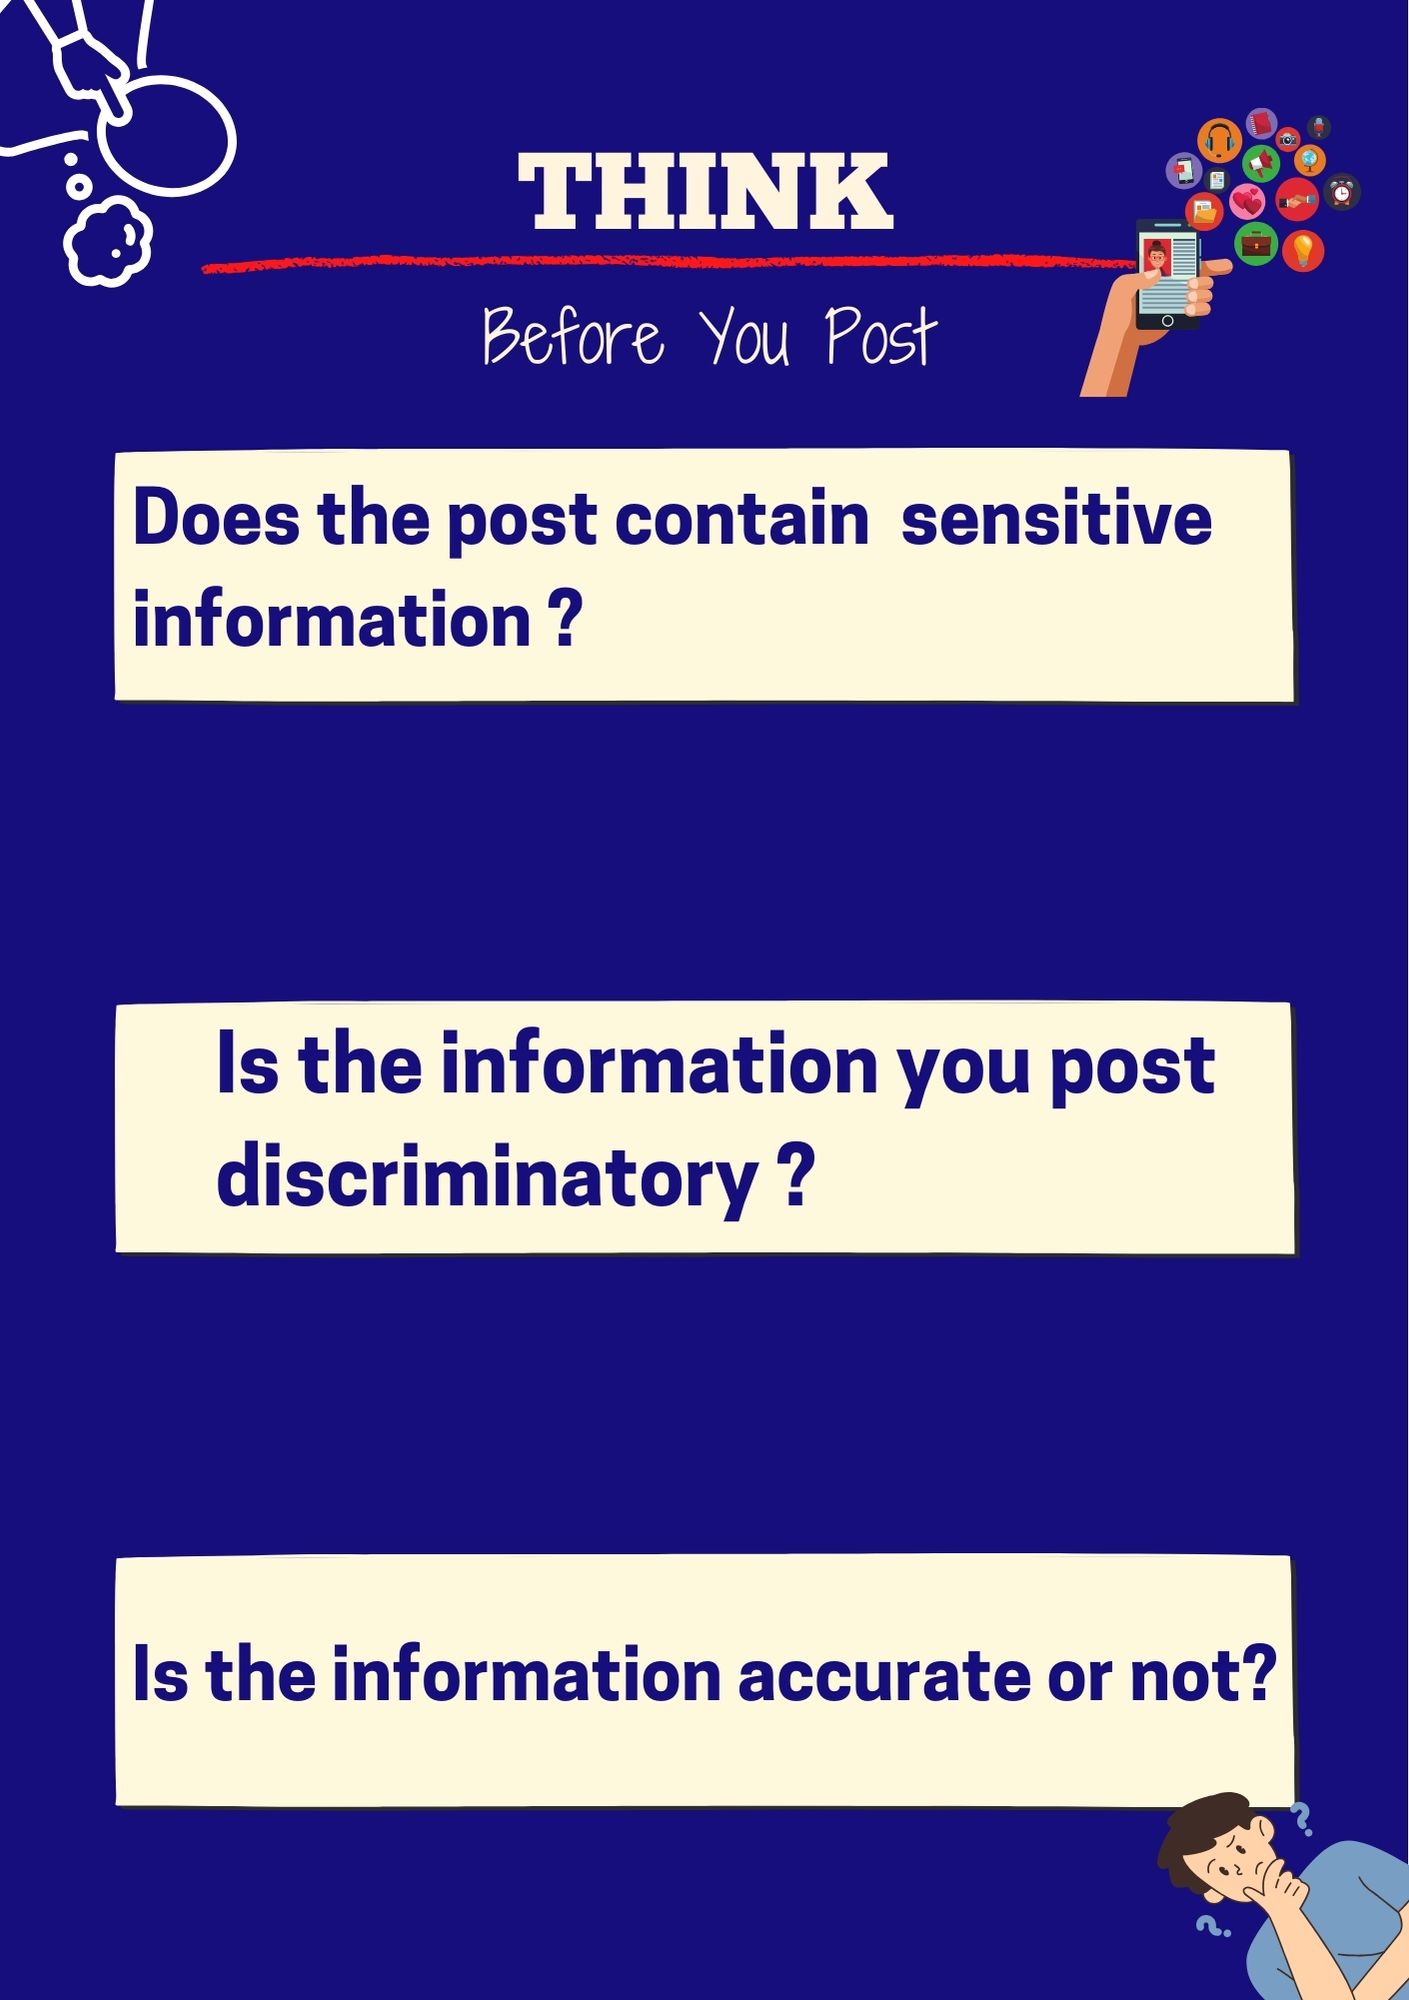 THINK
Before You Post
Does the post contain  sensitive
information ?
Is the information you post
discriminatory ?
Is the information accurate or not?